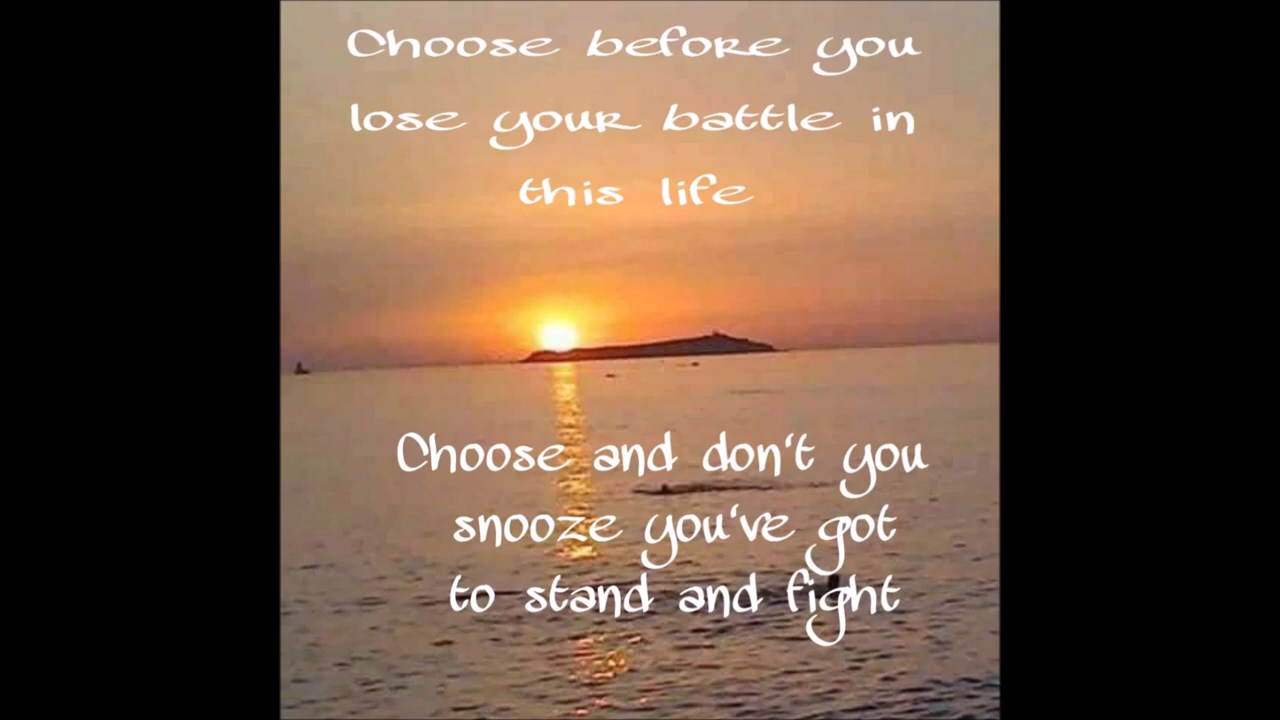 Choose before you
lose your battle in
this life
Choose and don't you
snooze you've got
to stand and fight